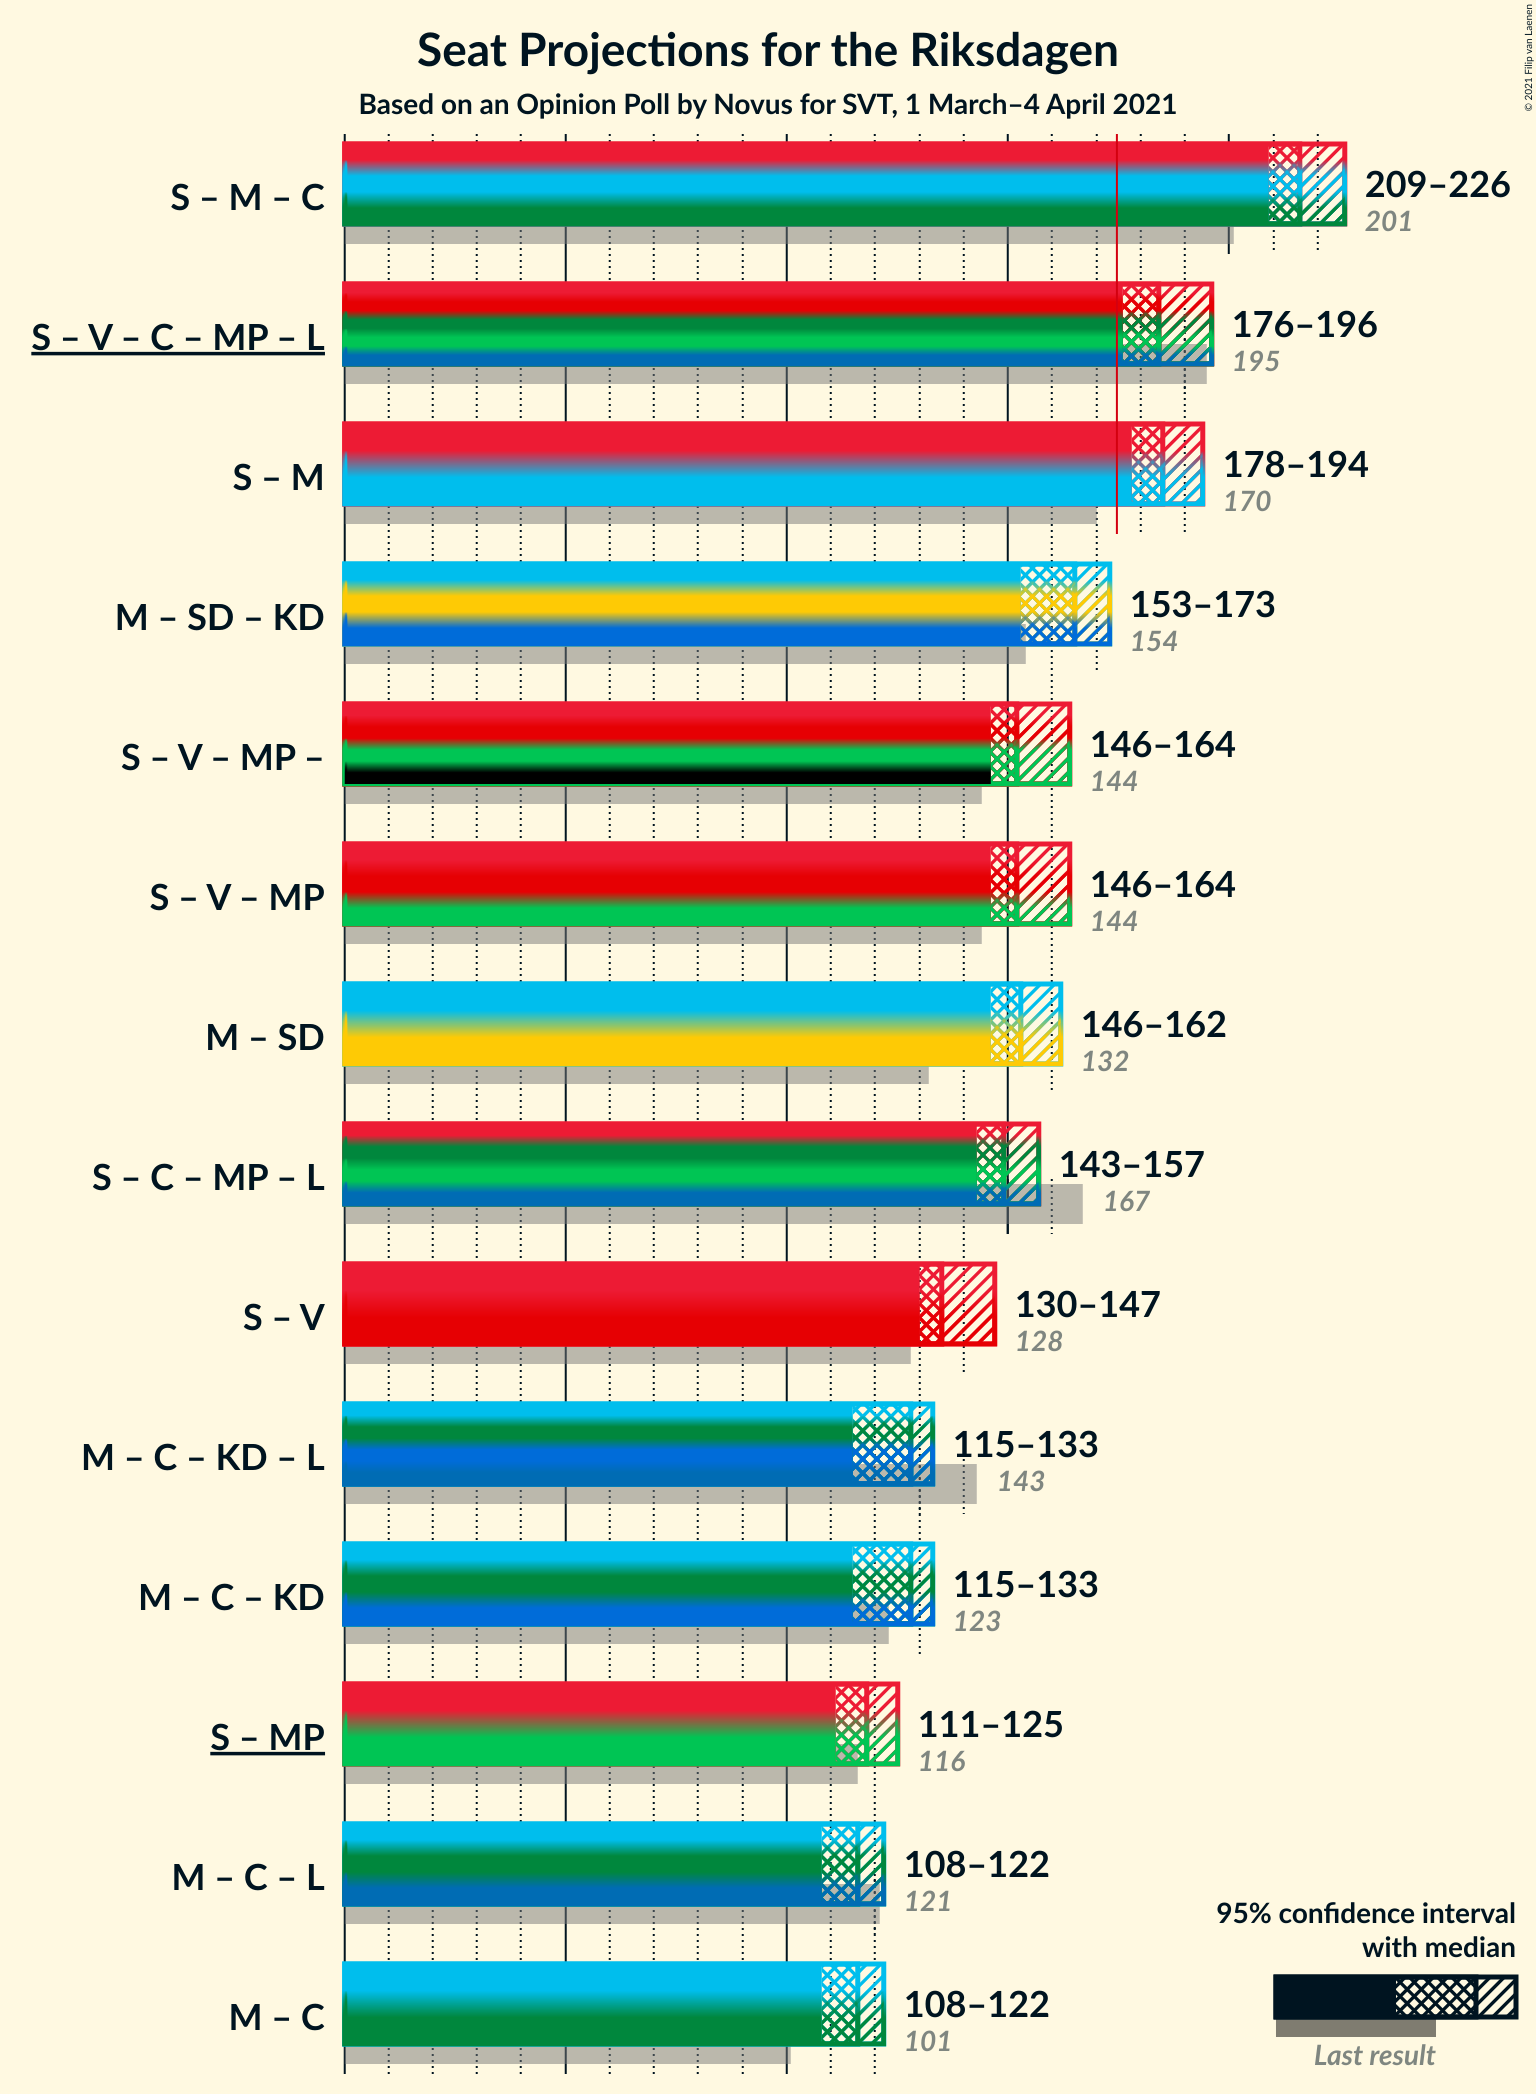 Seat Projections for the Riksdagen
Based on an Opinion Poll by Novus for SVT, 1 March–4 April 2021
© 2021 Filip van Laenen
S – M – C
209–226
201
S – V – C – MP – L
176–196
195
S – M
178–194
170
M – SD – KD
153–173
154
S – V – MP –
146–164
144
S – V – MP
146–164
144
M – SD
146–162
132
S – C – MP – L
143–157
167
S – V
130–147
128
M – C – KD – L
115–133
143
M – C – KD
115–133
123
S – MP
111–125
116
M – C – L
108–122
121
M – C
108–122
101
95% confidence interval
with median
Last result